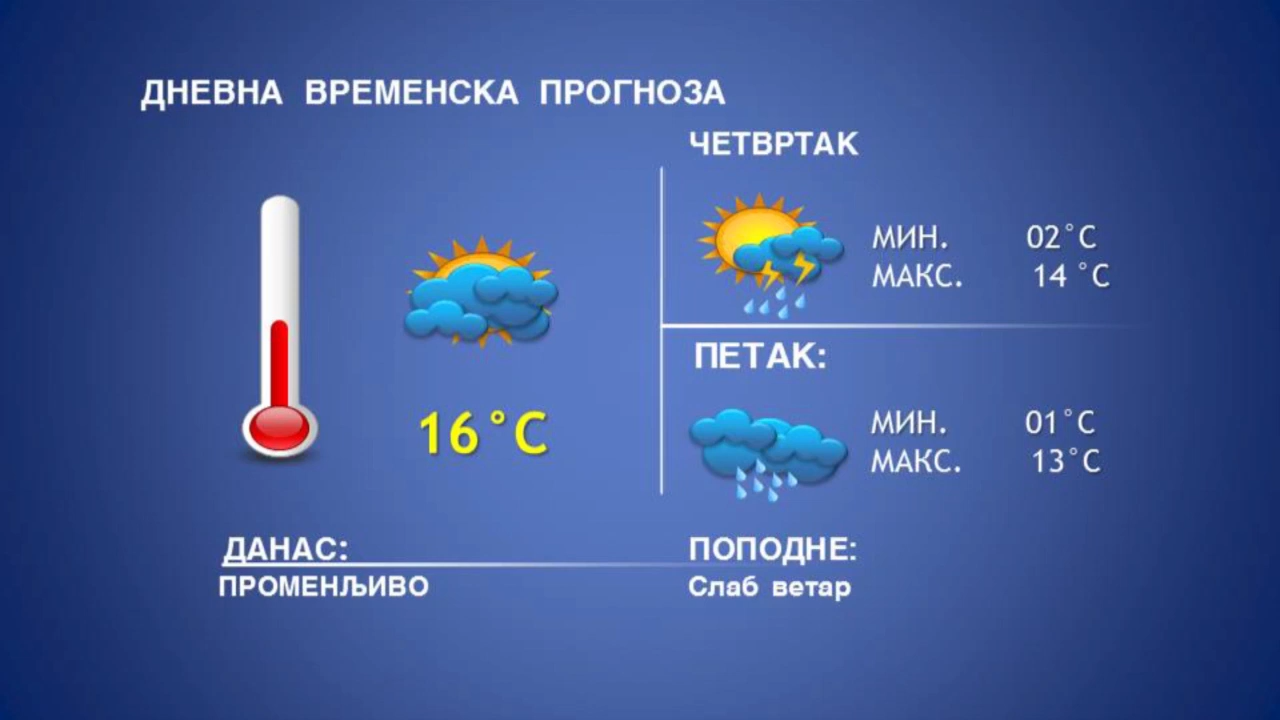 ДНЕВНА ВРЕМЕНСКА ПРОГНОЗА
16°C
ЧЕТВРТАК
МИН. 02°C
МАКС. 14 °C
ПЕТАК:
МИН. 01°C
МАКС. 13°C
ДАНАС:
ПРОМЕНЉИВО
ПОПОДНЕ:
Слаб ветар